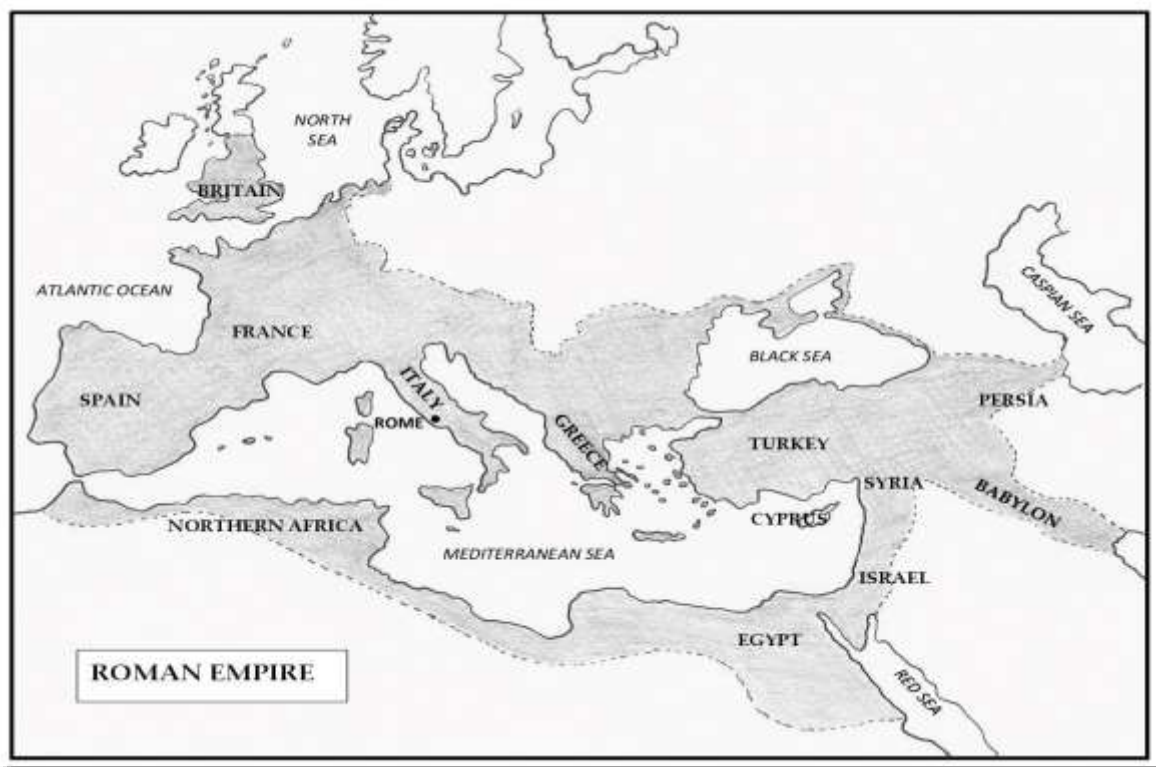 NORTH
SEA
BRITAIN
ATLANTIC OCEAN
CASPIAN SEA
FRANCE
BLACK SEA
ITALY
SPAIN
PERSIA
ROME
GREECE
TURKEY
SYRIA
BABYLON
CYPRUS
NORTHERN AFRICA
MEDITERRANEAN SEA
ISRAEL
EGYPT
ROMAN EMPIRE
RED SEA